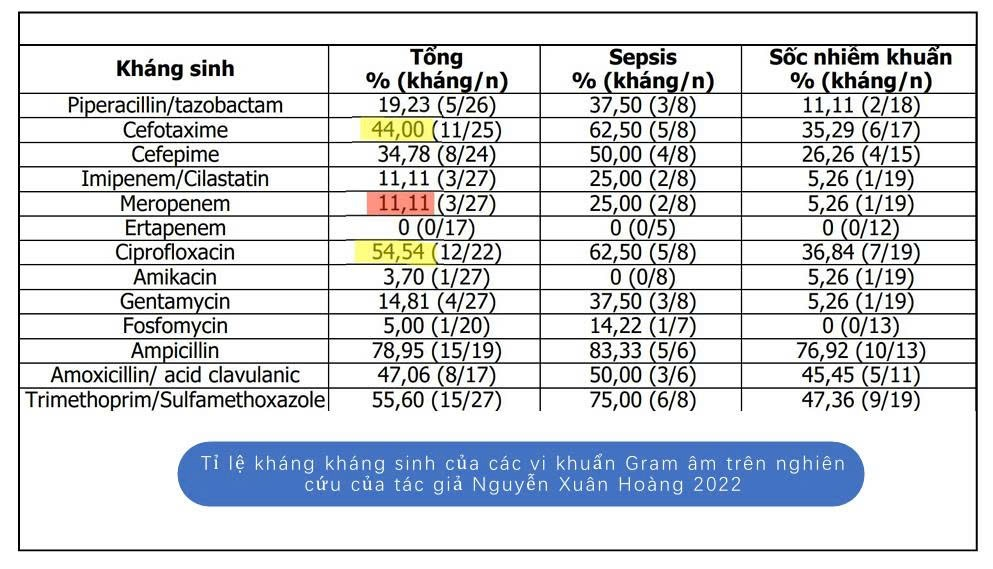 Kháng sinh Tổng % (kháng/n) Sepsis % (kháng/n) Sốc nhiễm khuẩn % (kháng/n)
Piperacillin/tazobactam 19,23 (5/26) 37,50 (3/8) 11,11 (2/18)
Cefotaxime 44,00 (11/25) 62,50 (5/8) 35,29 (6/17)
Cefepime 34,78 (8/24) 50,00 (4/8) 26,26 (4/15)
Imipenem/Cilastatin 11,11 (3/27) 25,00 (2/8) 5,26 (1/19)
Meropenem 11,11 (3/27) 25,00 (2/8) 5,26 (1/19)
Ertapenem 0 (0/17) 0 (0/5) 0 (0/12)
Ciprofloxacin 54,54 (12/22) 62,50 (5/8) 36,84 (7/19)
Amikacin 3,70 (1/27) 0 (0/8) 5,26 (1/19)
Gentamycin 14,81 (4/27) 37,50 (3/8) 5,26 (1/19)
Fosfomycin 5,00 (1/20) 14,22 (1/7) 0 (0/13)
Ampicillin 78,95 (15/19) 83,33 (5/6) 76,92 (10/13)
Amoxicillin/ acid clavulanic 47,06 (8/17) 50,00 (3/6) 45,45 (5/11)
Trimethoprim/Sulfamethoxazole 55,60 (15/27) 75,00 (6/8) 47,36 (9/19)
Tỉ lệ kháng kháng sinh của các vi khuẩn Gram âm trên nghiên
cứu của tác giả Nguyễn Xuân Hoàng 2022